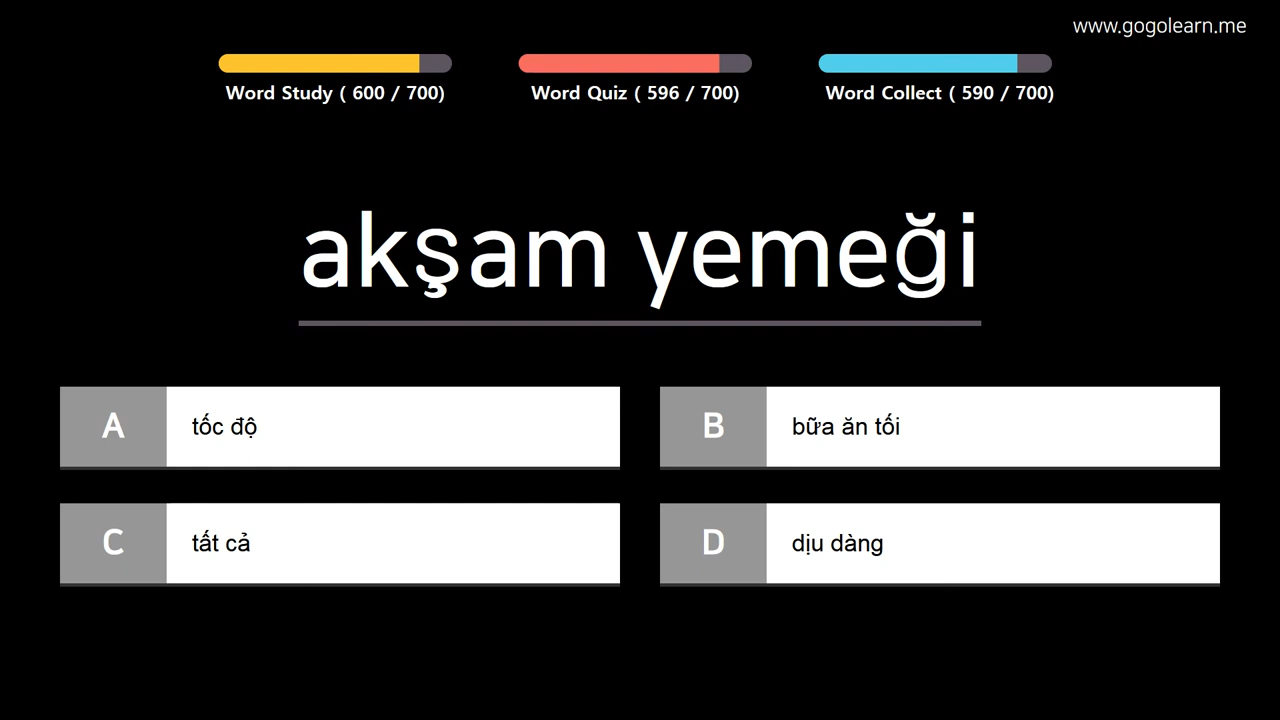 www.gogolearn.me
Word Study ( 600 / 700)
Word Quiz ( 596 / 700)
Word Collect ( 590 / 700)
akşam yemeği
A
tốc độ
B
bữa ăn tối
C
tất cả
D
dịu dàng